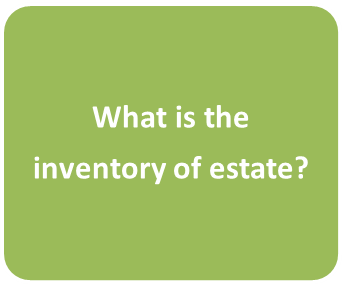 What is the
inventory of estate?